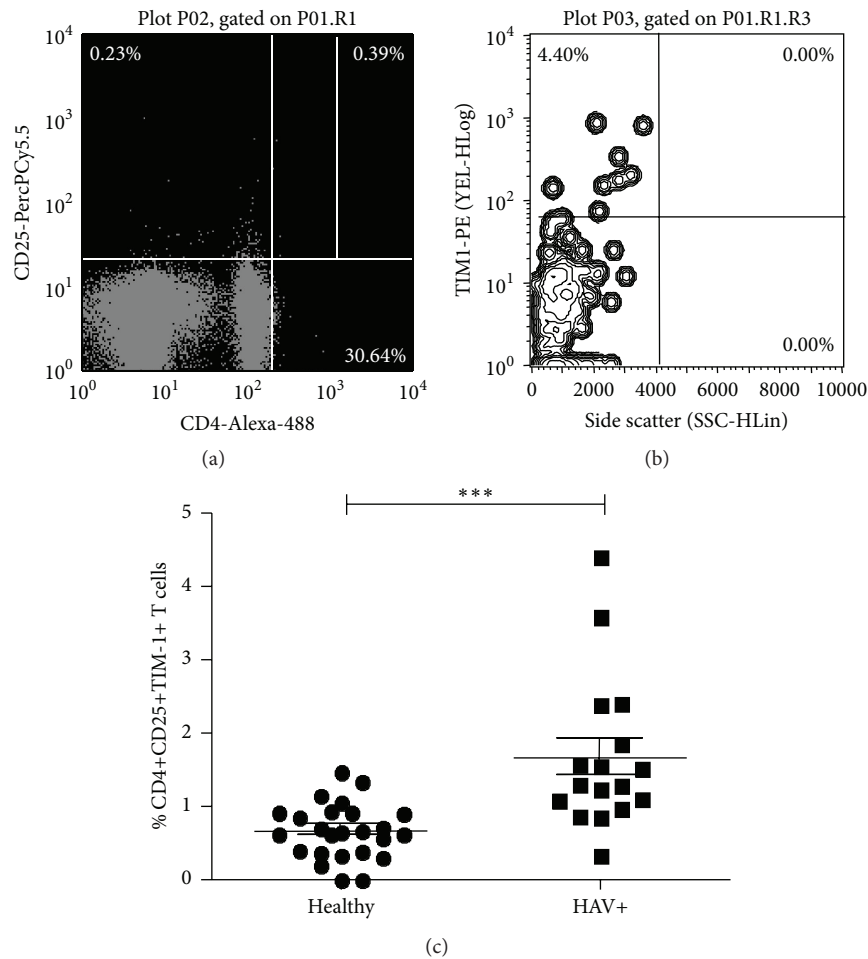 Plot P02, gated on P01.R1
10^4
10^3
10^2
10^1
10^0
CD25-PercPCy5.5
0.23%
0.39%
30.64%
10^0 10^1 10^2 10^3 10^4
CD4-Alexa-488
(a)
Plot P03, gated on P01.R1.R3
10^4
10^3
10^2
10^1
10^0
TIM1-PE (YEL-HLog)
4.40%
0.00%
0.00%
0 2000 4000 6000 8000 10000
Side scatter (SSC-HLin)
(b)
***
5
4
3
2
1
0
% CD4+CD25+TIM-1+ T cells
Healthy HAV+
(c)